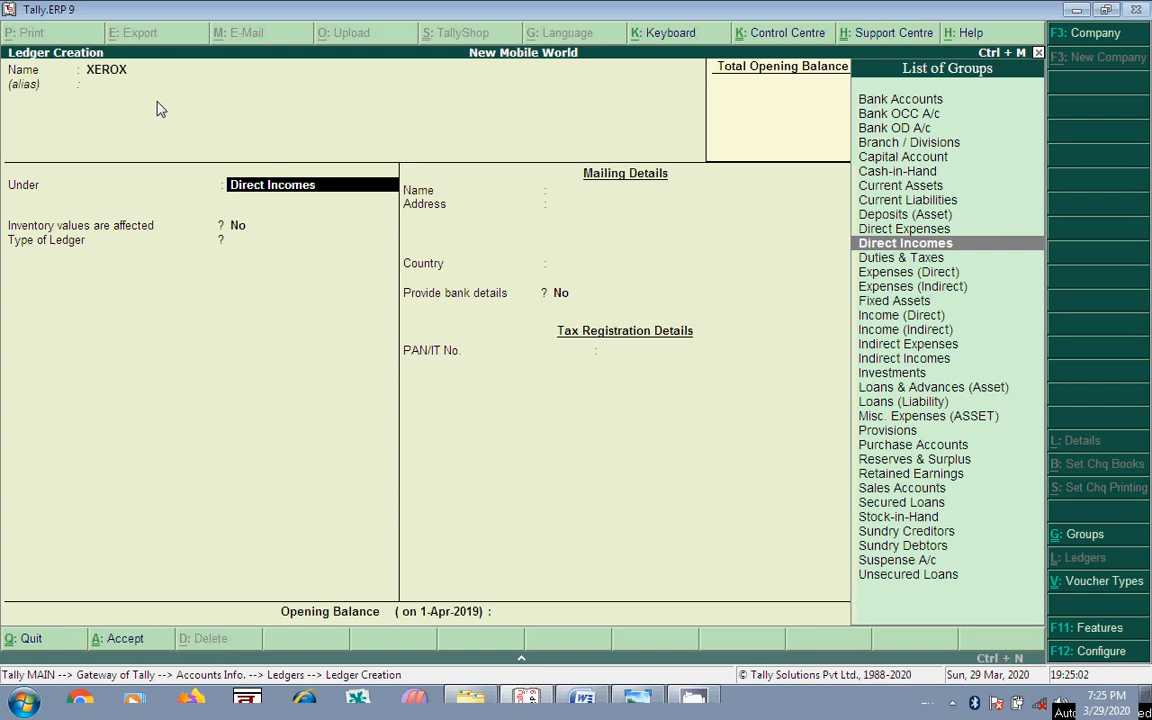 Tally.ERP 9
P: Print
E: Export
M: E-Mail
O: Upload
S: TallyShop
G: Language
K: Keyboard
K: Control Centre
H: Support Centre
H: Help
F3: Company
F3: New Company
Ledger Creation
New Mobile World
Ctrl + M
Name : XEROX
(alias) :
Total Opening Balance
List of Groups
Bank Accounts
Bank OCC A/c
Bank OD A/c
Branch / Divisions
Capital Account
Cash-in-Hand
Current Assets
Current Liabilities
Deposits (Asset)
Direct Expenses
Direct Incomes
Duties & Taxes
Expenses (Direct)
Expenses (Indirect)
Fixed Assets
Income (Direct)
Income (Indirect)
Indirect Expenses
Indirect Incomes
Investments
Loans & Advances (Asset)
Loans (Liability)
Misc. Expenses (ASSET)
Provisions
Purchase Accounts
Reserves & Surplus
Retained Earnings
Sales Accounts
Secured Loans
Stock-in-Hand
Sundry Creditors
Sundry Debtors
Suspense A/c
Unsecured Loans
Under : Direct Incomes
Inventory values are affected ? No
Type of Ledger ?
Mailing Details
Name :
Address :
Country :
Provide bank details ? No
Tax Registration Details
PAN/IT No. :
L: Details
B: Set Chq Books
S: Set Chq Printing
G: Groups
L: Ledgers
V: Voucher Types
F11: Features
F12: Configure
Opening Balance ( on 1-Apr-2019) :
Q: Quit
A: Accept
D: Delete
Ctrl + N
Tally MAIN --> Gateway of Tally --> Accounts Info. --> Ledgers --> Ledger Creation
© Tally Solutions Pvt Ltd., 1988-2020
Sun, 29 Mar, 2020
19:25:02
7:25 PM
3/29/2020